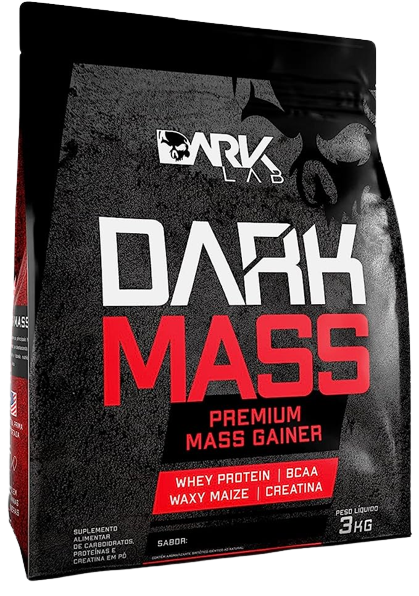 DARK
LAB
DARK
MASS
PREMIUM
MASS GAINER
WHEY PROTEIN | BCAA
WAXY MAIZE | CREATINA
SUPLEMENTO
ALIMENTAR
DE CARBOIDRATOS,
PROTEÍNAS E
CREATINA EM PÓ
SABOR:
PESO LÍQUIDO
3KG
MASS